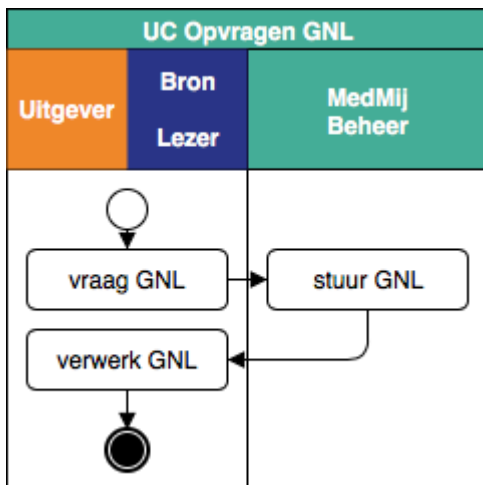 UC Opvragen GNL
Uitgever
Bron
Lezer
MedMij
Beheer
vraag GNL
stuur GNL
verwerk GNL